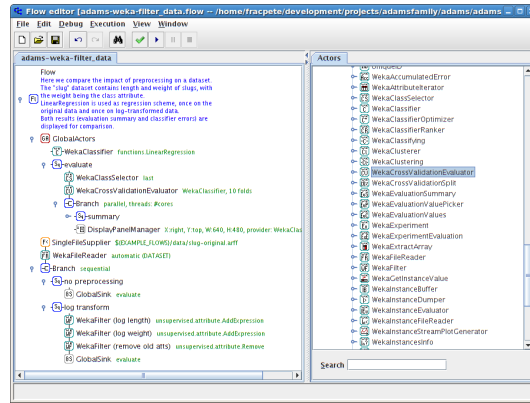 Flow editor [adams-weka-filter_data.flow -- /home/fracpete/development/projects/adamsfamily/adams/adams
File Edit Debug Execution View Window
adams-weka-filter_data
Flow
Here we compare the impact of preprocessing on a dataset.
The "slug" dataset contains length and weight of slugs, with
the weight being the class attribute.
LinearRegression is used as regression scheme, once on the
original data and once on log-transformed data.
Both results (evaluation summary and classifier errors) are
displayed for comparison.
GlobalActors
WekaClassifier functions.LinearRegression
evaluate
WekaClassSelector last
WekaCrossValidationEvaluator WekaClassifier, 10 folds
Branch parallel, threads: #cores
summary
DisplayPanelManager X:right, Y:top, W:640, H:480, provider: WekaClas
SingleFileSupplier ${EXAMPLE_FLOWS}/data/slug-original.arff
WekaFileReader automatic (DATASET)
Branch sequential
no preprocessing
GlobalSink evaluate
log transform
WekaFilter (log length) unsupervised.attribute.AddExpression
WekaFilter (log weight) unsupervised.attribute.AddExpression
WekaFilter (remove old atts) unsupervised.attribute.Remove
GlobalSink evaluate
Actors
UniqueID
WekaAccumulatedError
WekaAttributeIterator
WekaClassSelector
WekaClassifier
WekaClassifierOptimizer
WekaClassifierRanker
WekaClassifying
WekaClusterer
WekaClustering
WekaCrossValidationEvaluator
WekaCrossValidationSplit
WekaEvaluationSummary
WekaEvaluationValuePicker
WekaEvaluationValues
WekaExperiment
WekaExperimentEvaluation
WekaExtractArray
WekaFileReader
WekaFilter
WekaGetInstanceValue
WekaInstanceBuffer
WekaInstanceDumper
WekaInstanceEvaluator
WekaInstanceFileReader
WekaInstanceStreamPlotGenerator
WekaInstancesInfo
Search